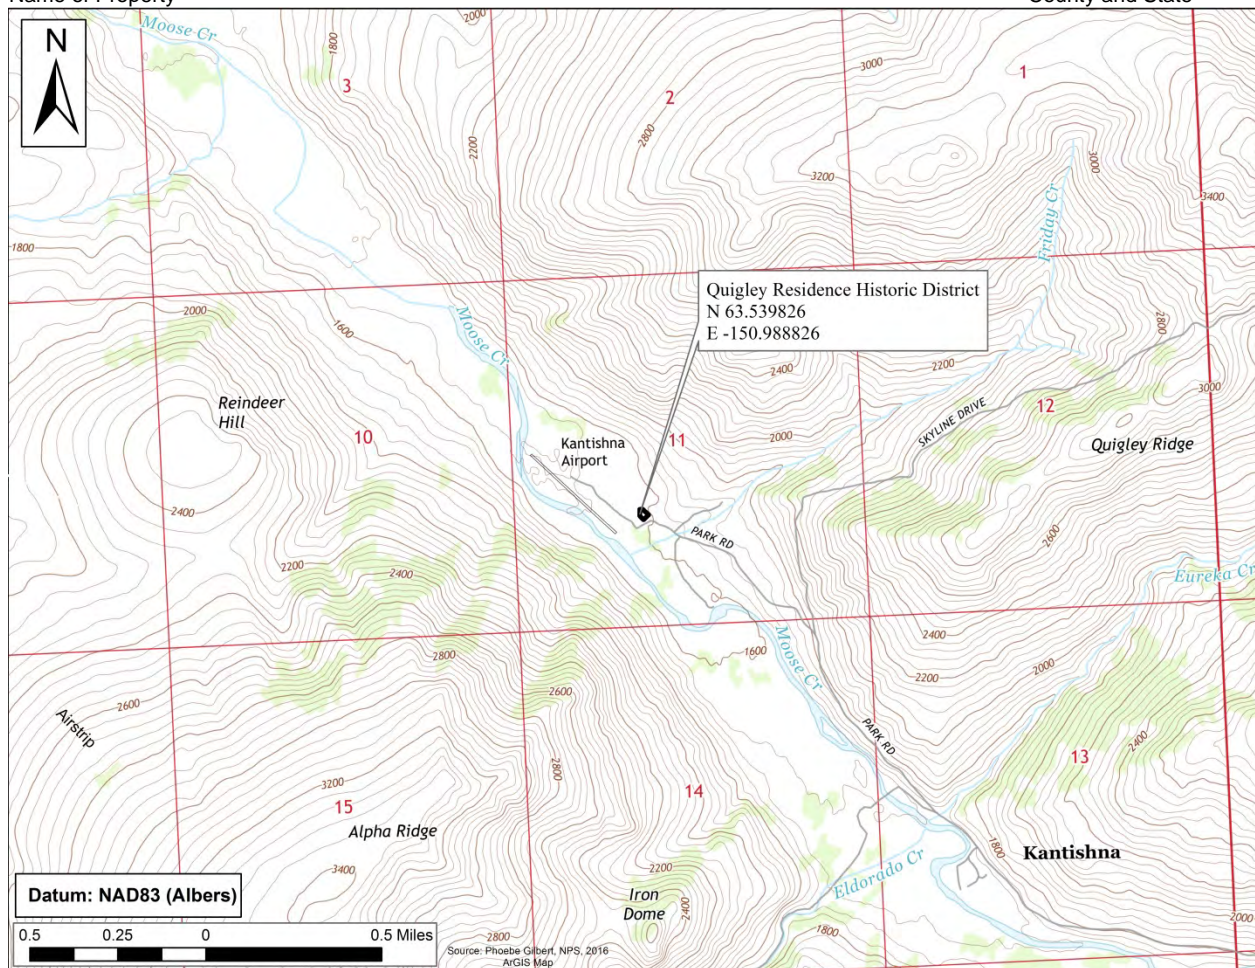 Name of Property
County and State
N
Moose Cr
2000
1800
3
2
1
3000
2800
2200
3200
3000
3400
Friday Cr
1800
2000
1600
Moose Cr
Quigley Residence Historic District
N 63.539826
E -150.988826
2800
2400
2200
3000
Reindeer
Hill
10
Kantishna
Airport
11
2000
SKYLINE DRIVE
12
Quigley Ridge
2400
PARK RD
2600
2200
2400
Eureka Cr
2800
1600
Moose Cr
2400
2000
2200
2600
2600
Airstrip
PARK RD
2800
2400
13
3200
15
14
Alpha Ridge
3400
2200
1800
Kantishna
Eldorado Cr
Datum: NAD83 (Albers)
Iron
Dome
2400
2000
0.5 0.25 0 0.5 Miles
2800
1800
Source: Phoebe Gilbert, NPS, 2016
ArGIS Map